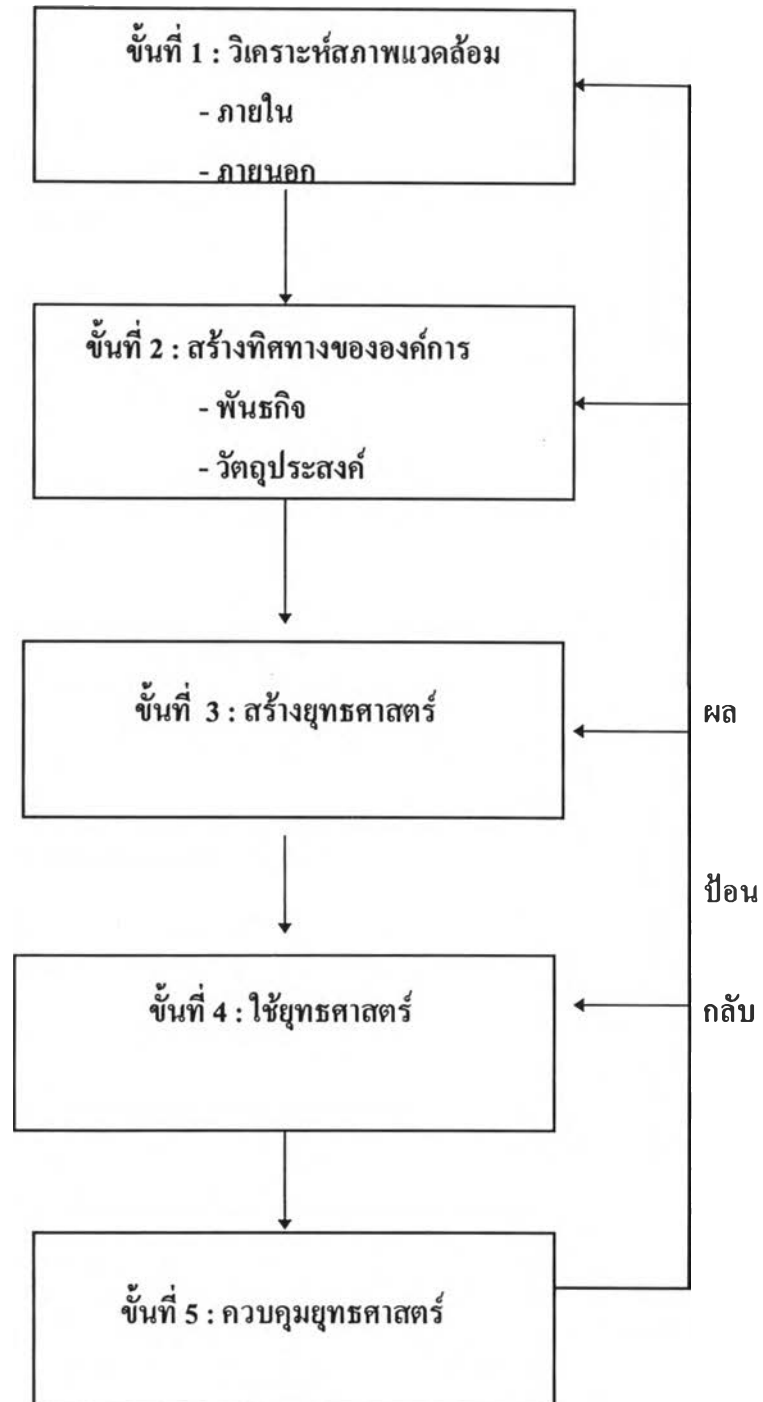 ขั้นที่ 1 : วิเคราะห์สภาพแวดล้อม
- ภายใน
- ภายนอก
ขั้นที่ 2 : สร้างทิศทางขององค์การ
- พันธกิจ
- วัตถุประสงค์
ขั้นที่ 3 : สร้างยุทธศาสตร์
ผล
ป้อน
ขั้นที่ 4 : ใช้ยุทธศาสตร์
กลับ
ขั้นที่ 5 : ควบคุมยุทธศาสตร์